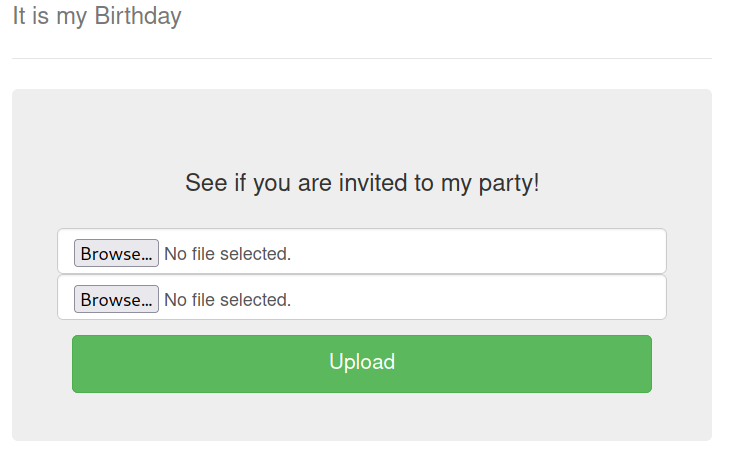 It is my Birthday
See if you are invited to my party!
Browse... No file selected.
Browse... No file selected.
Upload